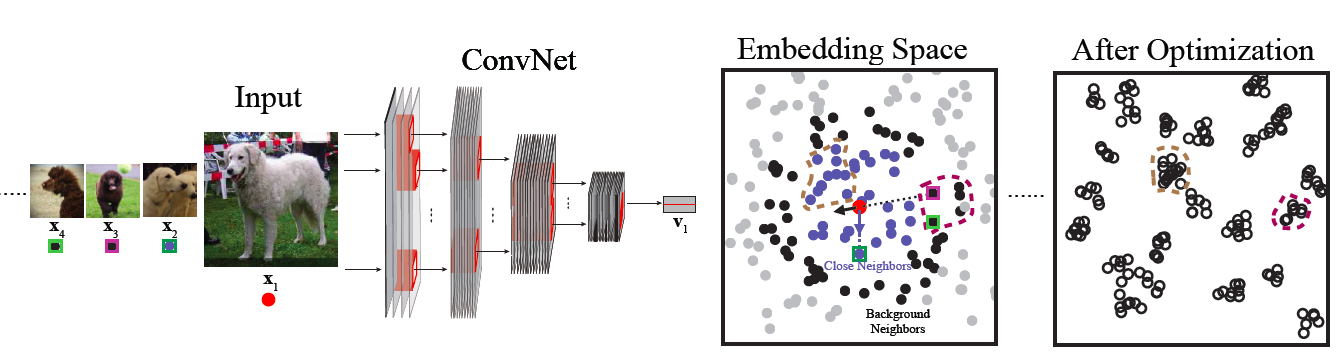 Input
ConvNet
Embedding Space
After Optimization
x4
x3
x2
x1
v1
Close Neighbors
Background
Neighbors